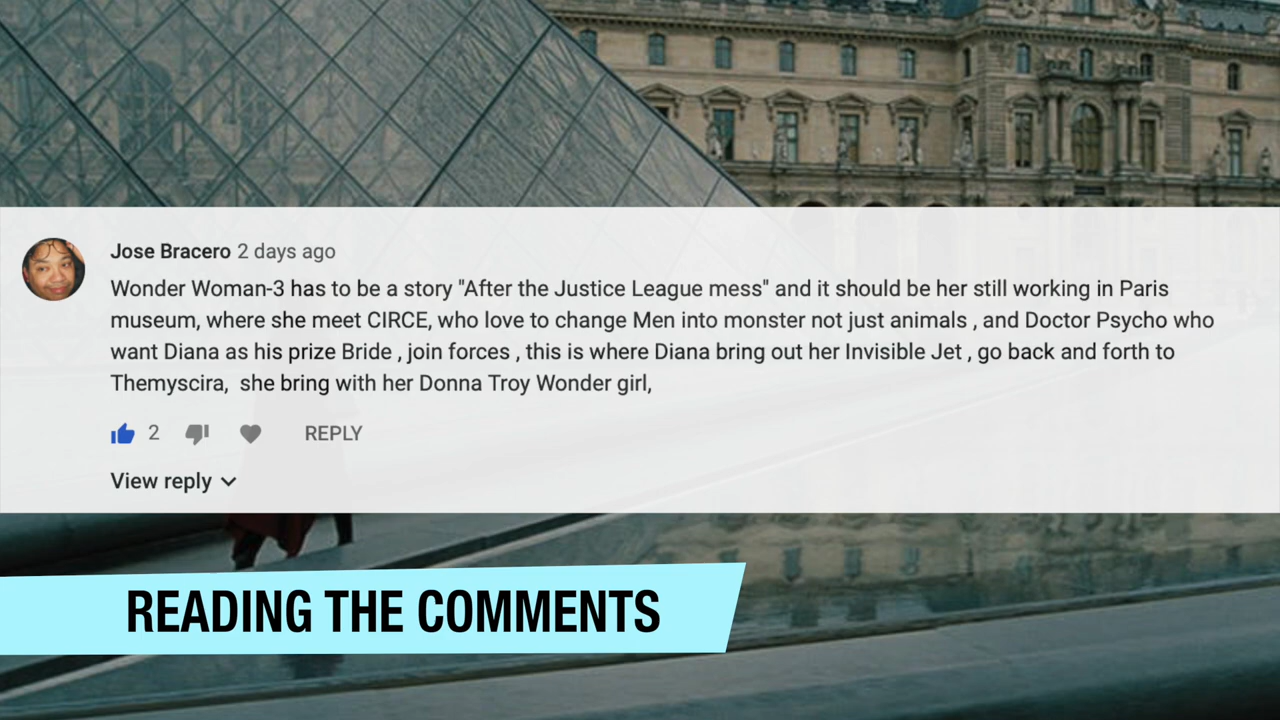 Jose Bracero 2 days ago
Wonder Woman-3 has to be a story "After the Justice League mess" and it should be her still working in Paris
museum, where she meet CIRCE, who love to change Men into monster not just animals , and Doctor Psycho who
want Diana as his prize Bride , join forces , this is where Diana bring out her Invisible Jet , go back and forth to
Themyscira,  she bring with her Donna Troy Wonder girl,
2 REPLY
View reply
READING THE COMMENTS